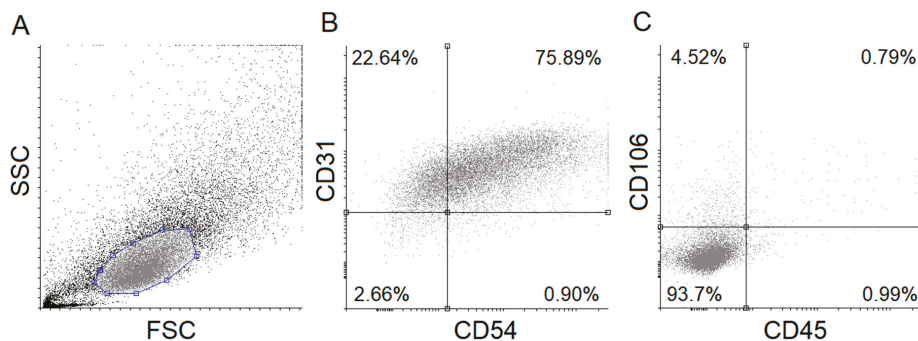 A
SSC
FSC
B
22.64%
75.89%
CD31
2.66%
0.90%
CD54
C
4.52%
0.79%
CD106
93.7%
0.99%
CD45